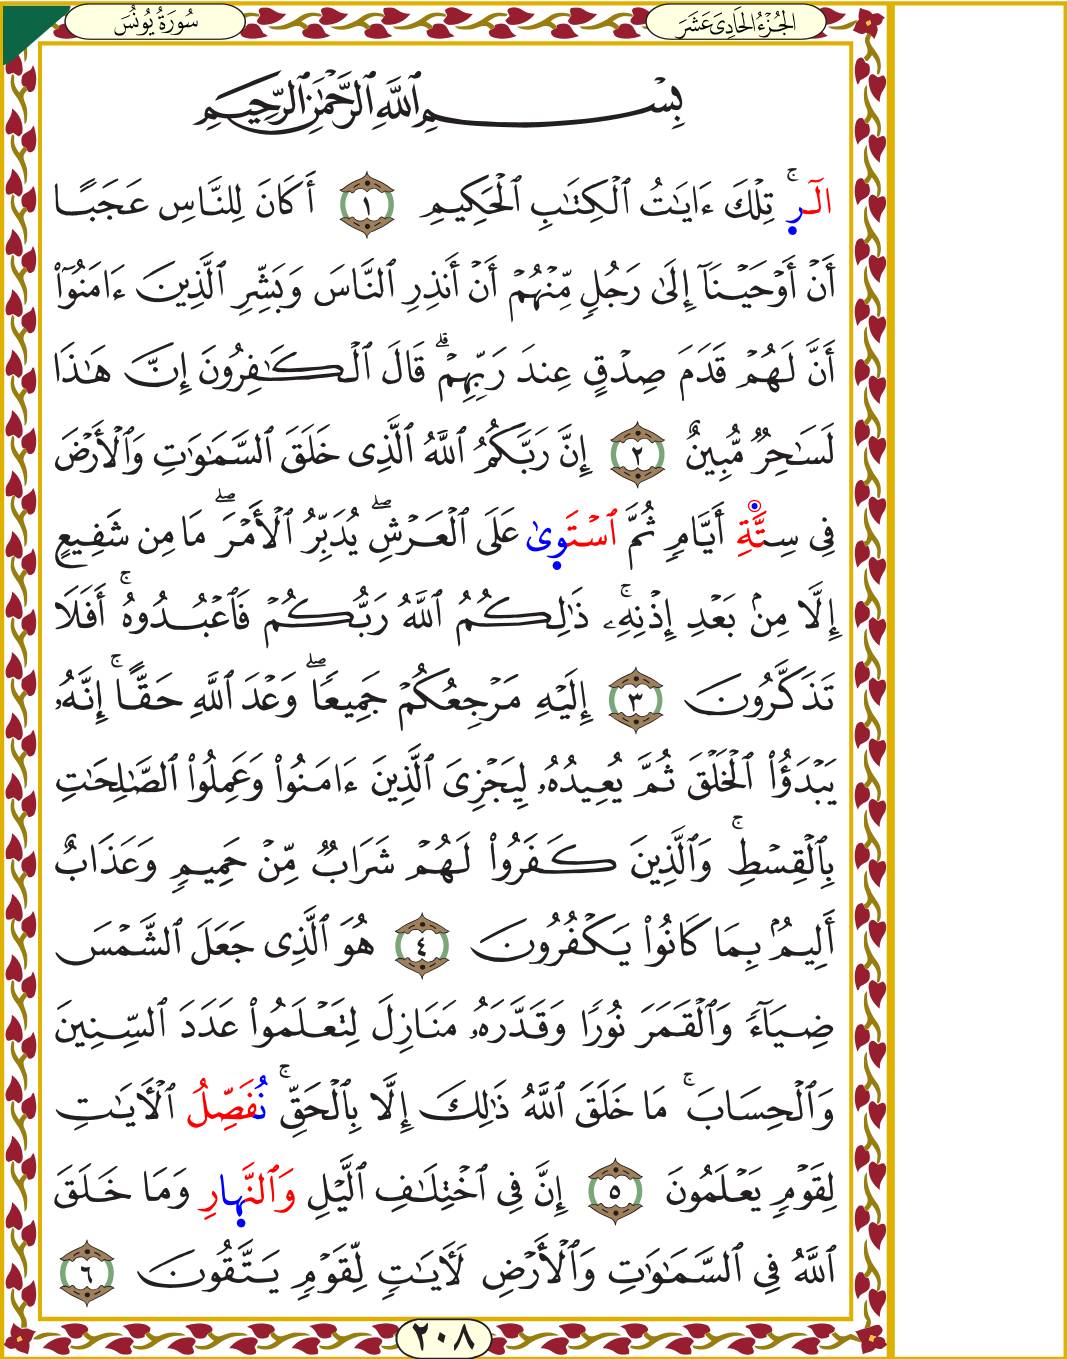 سُورَةُ يُونُسَ
الجُزْءُ الحَادِيَ عَشَرَ
بِسْمِ ٱللَّهِ ٱلرَّحْمَٰنِ ٱلرَّحِيمِ
الٓرۚ تِلْكَ ءَايَٰتُ ٱلْكِتَٰبِ ٱلْحَكِيمِ ١ أَكَانَ لِلنَّاسِ عَجَبًا
أَنْ أَوْحَيْنَآ إِلَىٰ رَجُلٍ مِّنْهُمْ أَنْ أَنذِرِ ٱلنَّاسَ وَبَشِّرِ ٱلَّذِينَ ءَامَنُوٓا۟
أَنَّ لَهُمْ قَدَمَ صِدْقٍ عِندَ رَبِّهِمْۗ قَالَ ٱلْكَٰفِرُونَ إِنَّ هَٰذَا
لَسَٰحِرٌ مُّبِينٌ ٢ إِنَّ رَبَّكُمُ ٱللَّهُ ٱلَّذِى خَلَقَ ٱلسَّمَٰوَٰتِ وَٱلْأَرْضَ
فِى سِتَّةِ أَيَّامٍ ثُمَّ ٱسْتَوَىٰ عَلَى ٱلْعَرْشِۖ يُدَبِّرُ ٱلْأَمْرَۖ مَا مِن شَفِيعٍ
إِلَّا مِنۢ بَعْدِ إِذْنِهِۦۚ ذَٰلِكُمُ ٱللَّهُ رَبُّكُمْ فَٱعْبُدُوهُۚ أَفَلَا
تَذَكَّرُونَ ٣ إِلَيْهِ مَرْجِعُكُمْ جَمِيعًاۖ وَعْدَ ٱللَّهِ حَقًّاۚ إِنَّهُۥ
يَبْدَؤُا۟ ٱلْخَلْقَ ثُمَّ يُعِيدُهُۥ لِيَجْزِىَ ٱلَّذِينَ ءَامَنُوا۟ وَعَمِلُوا۟ ٱلصَّٰلِحَٰتِ
بِٱلْقِسْطِۚ وَٱلَّذِينَ كَفَرُوا۟ لَهُمْ شَرَابٌ مِّنْ حَمِيمٍ وَعَذَابٌ
أَلِيمٌۢ بِمَا كَانُوا۟ يَكْفُرُونَ ٤ هُوَ ٱلَّذِى جَعَلَ ٱلشَّمْسَ
ضِيَآءً وَٱلْقَمَرَ نُورًا وَقَدَّرَهُۥ مَنَازِلَ لِتَعْلَمُوا۟ عَدَدَ ٱلسِّنِينَ
وَٱلْحِسَابَۚ مَا خَلَقَ ٱللَّهُ ذَٰلِكَ إِلَّا بِٱلْحَقِّۚ نُفَصِّلُ ٱلْـَٔايَٰتِ
لِقَوْمٍ يَعْلَمُونَ ٥ إِنَّ فِى ٱخْتِلَٰفِ ٱلَّيْلِ وَٱلنَّهَارِ وَمَا خَلَقَ
ٱللَّهُ فِى ٱلسَّمَٰوَٰتِ وَٱلْأَرْضِ لَـَٔايَٰتٍ لِّقَوْمٍ يَتَّقُونَ ٦
٢٠٨